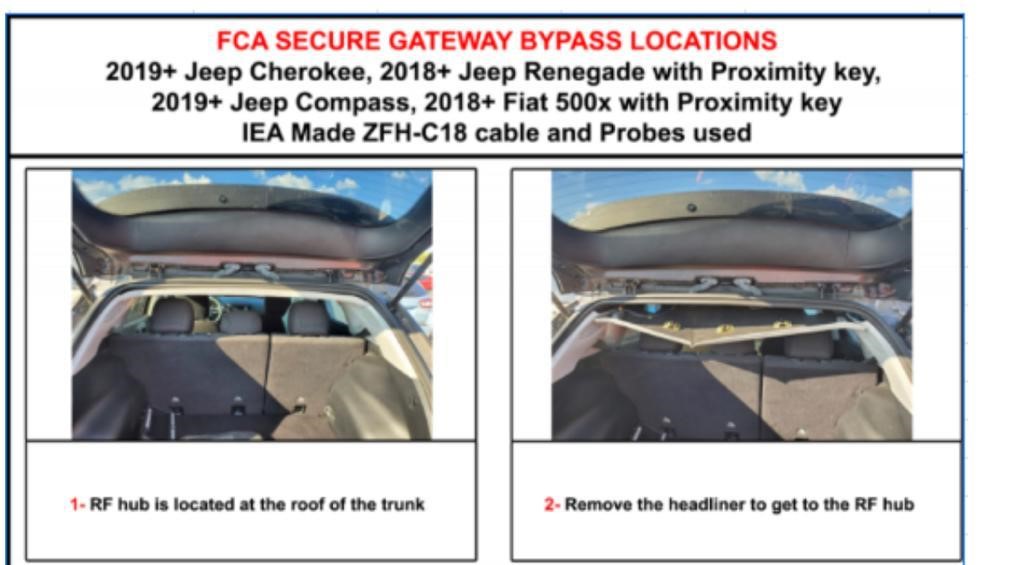 FCA SECURE GATEWAY BYPASS LOCATIONS
2019+ Jeep Cherokee, 2018+ Jeep Renegade with Proximity key,
2019+ Jeep Compass, 2018+ Fiat 500x with Proximity key
IEA Made ZFH-C18 cable and Probes used
1- RF hub is located at the roof of the trunk
2- Remove the headliner to get to the RF hub